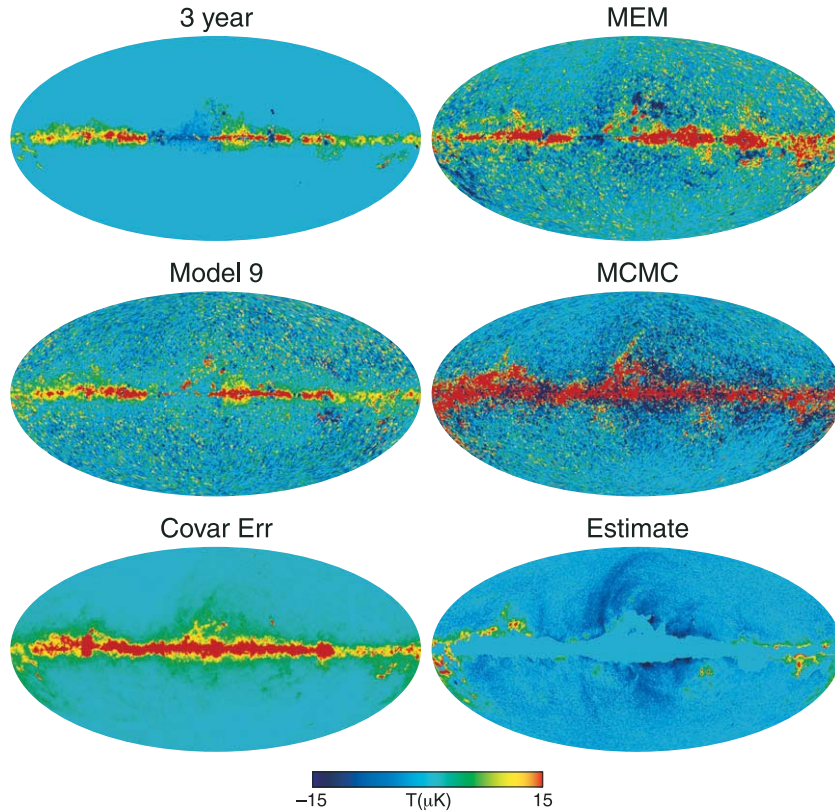 3 year
MEM
Model 9
MCMC
Covar Err
Estimate
−15 T(μK) 15